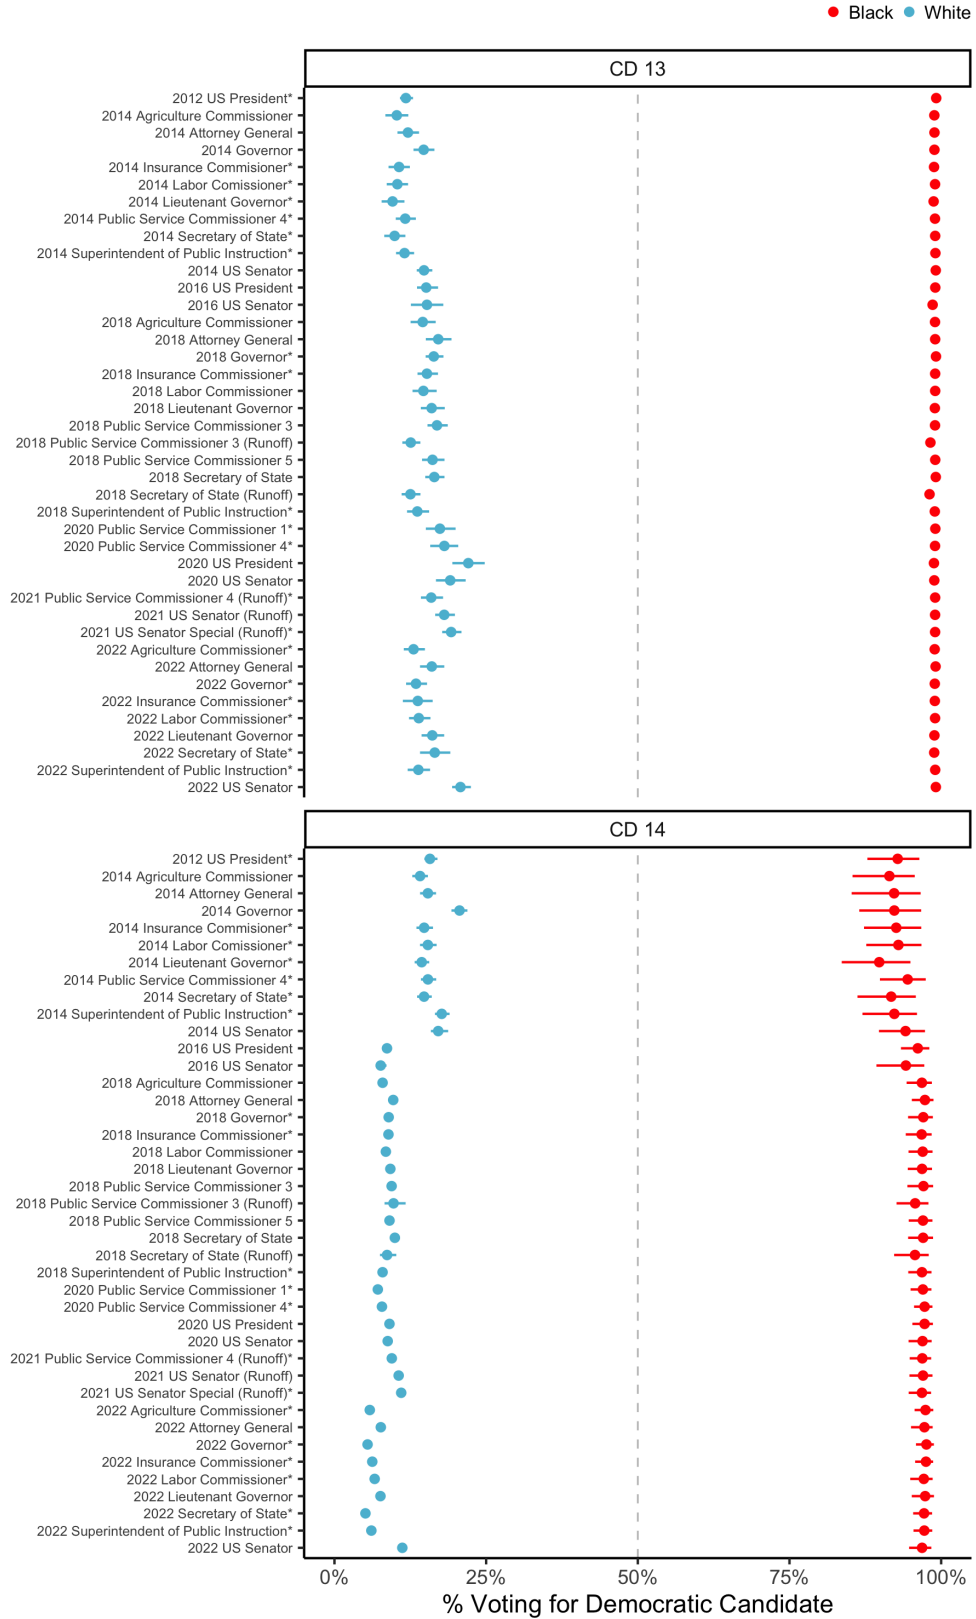 Black White
CD 13
2012 US President*
2014 Agriculture Commissioner
2014 Attorney General
2014 Governor
2014 Insurance Commisioner*
2014 Labor Comissioner*
2014 Lieutenant Governor*
2014 Public Service Commissioner 4*
2014 Secretary of State*
2014 Superintendent of Public Instruction*
2014 US Senator
2016 US President
2016 US Senator
2018 Agriculture Commissioner
2018 Attorney General
2018 Governor*
2018 Insurance Commissioner*
2018 Labor Commissioner
2018 Lieutenant Governor
2018 Public Service Commissioner 3
2018 Public Service Commissioner 3 (Runoff)
2018 Public Service Commissioner 5
2018 Secretary of State
2018 Secretary of State (Runoff)
2018 Superintendent of Public Instruction*
2020 Public Service Commissioner 1*
2020 Public Service Commissioner 4*
2020 US President
2020 US Senator
2021 Public Service Commissioner 4 (Runoff)*
2021 US Senator (Runoff)
2021 US Senator Special (Runoff)*
2022 Agriculture Commissioner*
2022 Attorney General
2022 Governor*
2022 Insurance Commissioner*
2022 Labor Commissioner*
2022 Lieutenant Governor
2022 Secretary of State*
2022 Superintendent of Public Instruction*
2022 US Senator
CD 14
2012 US President*
2014 Agriculture Commissioner
2014 Attorney General
2014 Governor
2014 Insurance Commisioner*
2014 Labor Comissioner*
2014 Lieutenant Governor*
2014 Public Service Commissioner 4*
2014 Secretary of State*
2014 Superintendent of Public Instruction*
2014 US Senator
2016 US President
2016 US Senator
2018 Agriculture Commissioner
2018 Attorney General
2018 Governor*
2018 Insurance Commissioner*
2018 Labor Commissioner
2018 Lieutenant Governor
2018 Public Service Commissioner 3
2018 Public Service Commissioner 3 (Runoff)
2018 Public Service Commissioner 5
2018 Secretary of State
2018 Secretary of State (Runoff)
2018 Superintendent of Public Instruction*
2020 Public Service Commissioner 1*
2020 Public Service Commissioner 4*
2020 US President
2020 US Senator
2021 Public Service Commissioner 4 (Runoff)*
2021 US Senator (Runoff)
2021 US Senator Special (Runoff)*
2022 Agriculture Commissioner*
2022 Attorney General
2022 Governor*
2022 Insurance Commissioner*
2022 Labor Commissioner*
2022 Lieutenant Governor
2022 Secretary of State*
2022 Superintendent of Public Instruction*
2022 US Senator
0% 25% 50% 75% 100%
% Voting for Democratic Candidate